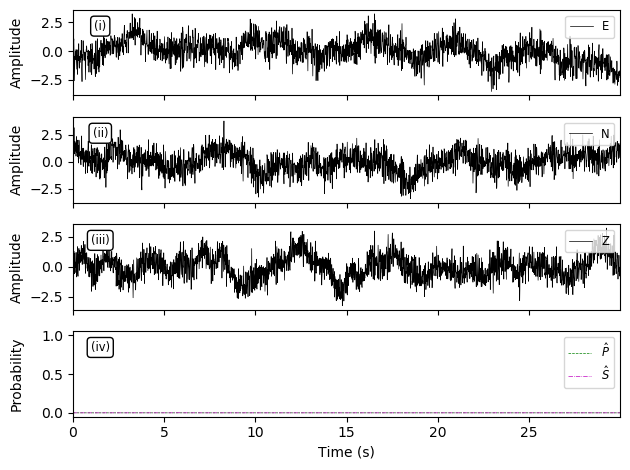 (i)
E
2.5
0.0
−2.5
Amplitude
(ii)
N
2.5
0.0
−2.5
Amplitude
(iii)
Z
2.5
0.0
−2.5
Amplitude
(iv)
P̂
Ŝ
1.0
0.5
0.0
Probability
0 5 10 15 20 25
Time (s)